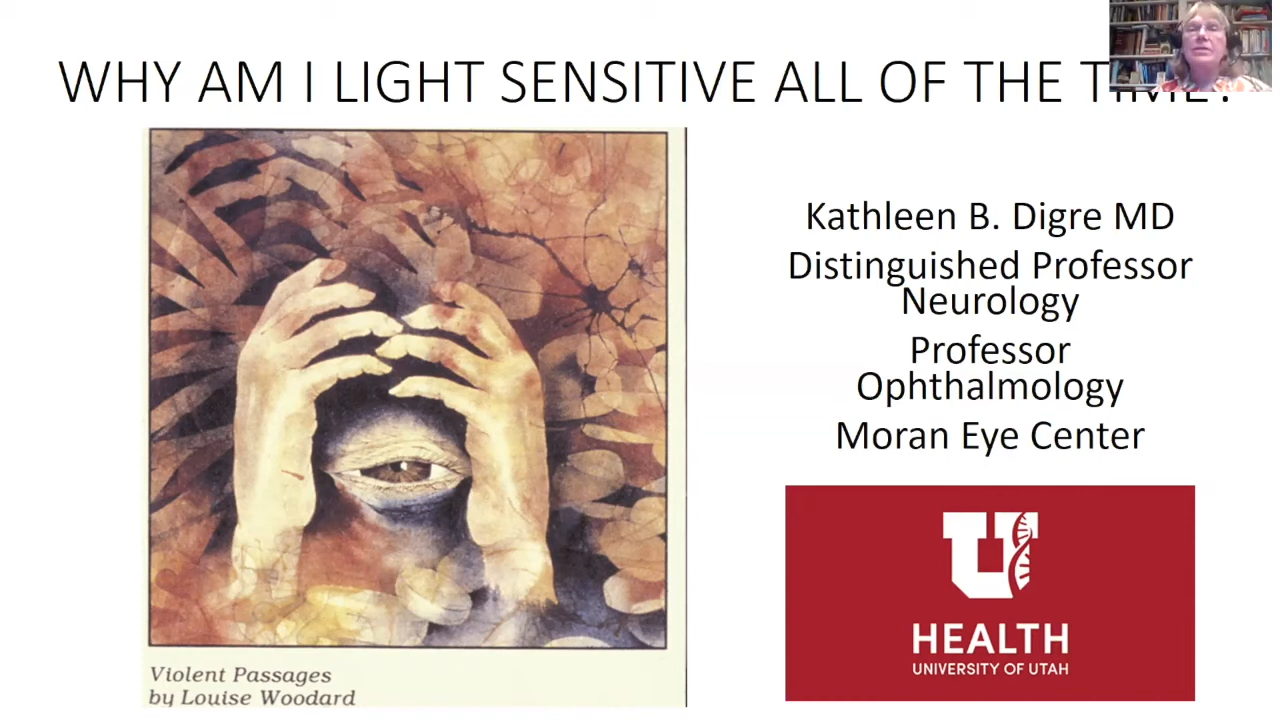 WHY AM I LIGHT SENSITIVE ALL OF THE TIME?
Kathleen B. Digre MD
Distinguished Professor
Neurology
Professor
Ophthalmology
Moran Eye Center
U
HEALTH
UNIVERSITY OF UTAH
Violent Passages
by Louise Woodard